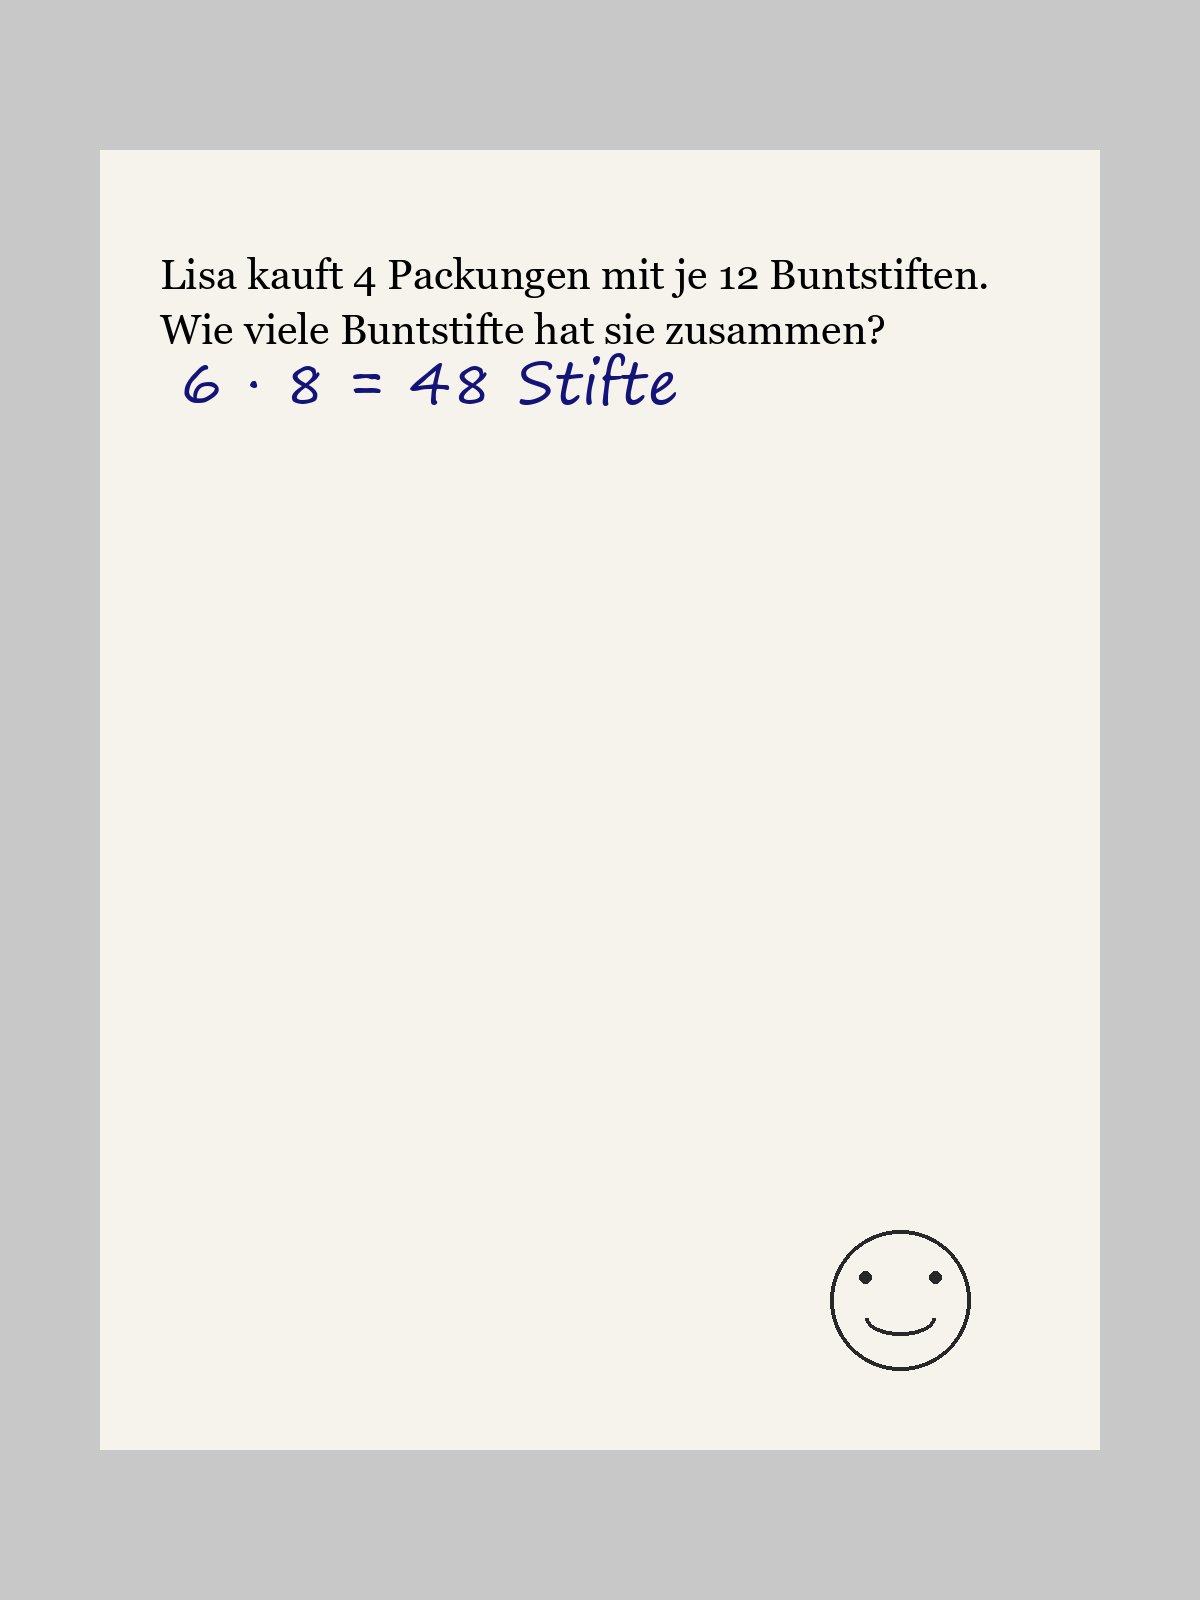 Lisa kauft 4 Packungen mit je 12 Buntstiften.
Wie viele Buntstifte hat sie zusammen?
6 · 8 = 48 Stifte